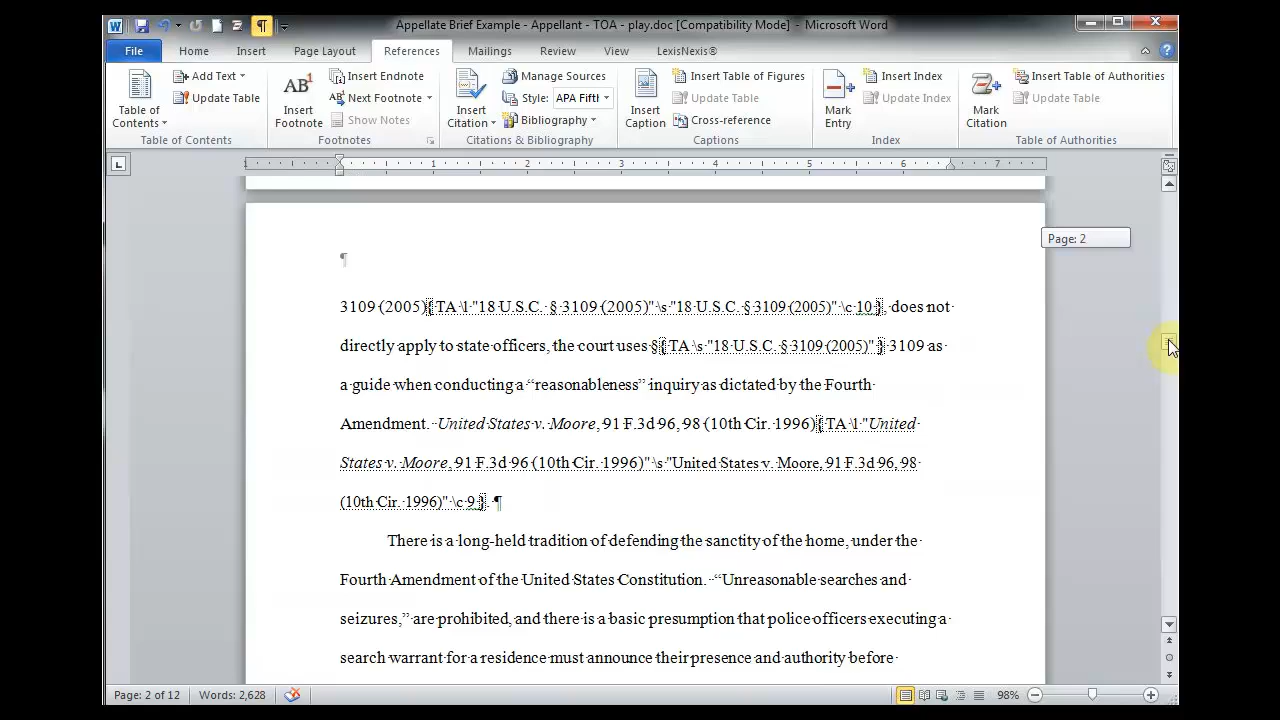 Appellate Brief Example - Appellant - TOA - play.doc [Compatibility Mode] - Microsoft Word
File Home Insert Page Layout References Mailings Review View LexisNexis®
Table of Contents
Add Text
Update Table
Table of Contents
AB¹
Insert Footnote
Insert Endnote
AB Next Footnote
Show Notes
Footnotes
Insert Citation
Manage Sources
Style: APA Fifth
Bibliography
Citations & Bibliography
Insert Caption
Insert Table of Figures
Update Table
Cross-reference
Captions
Mark Entry
Insert Index
Update Index
Index
Mark Citation
Insert Table of Authorities
Update Table
Table of Authorities
1 1 2 3 4 5 6 7
Page: 2
¶
3109 (2005){ TA \l "18 U.S.C. § 3109 (2005)" \s "18 U.S.C. § 3109 (2005)" \c 10 }, does not
directly apply to state officers, the court uses §{ TA \s "18 U.S.C. § 3109 (2005)" } 3109 as
a guide when conducting a “reasonableness” inquiry as dictated by the Fourth
Amendment. United States v. Moore, 91 F.3d 96, 98 (10th Cir. 1996){ TA \l "United
States v. Moore, 91 F.3d 96 (10th Cir. 1996)" \s "United States v. Moore, 91 F.3d 96, 98
(10th Cir. 1996)" \c 9 }. ¶
There is a long-held tradition of defending the sanctity of the home, under the
Fourth Amendment of the United States Constitution. “Unreasonable searches and
seizures,” are prohibited, and there is a basic presumption that police officers executing a
search warrant for a residence must announce their presence and authority before
Page: 2 of 12 Words: 2,628 98%